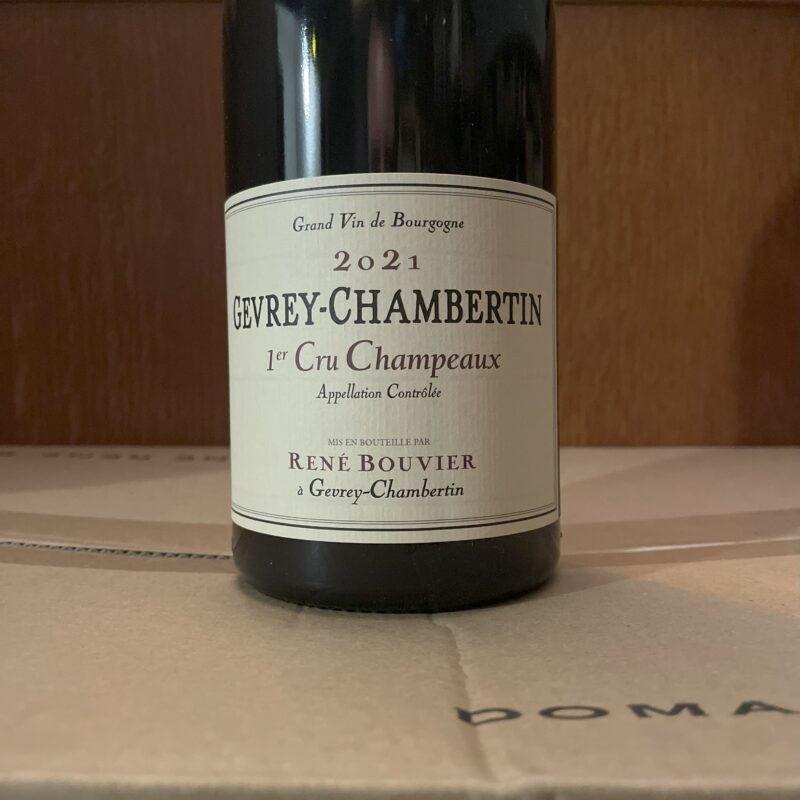 Grand Vin de Bourgogne
2021
GEVREY-CHAMBERTIN
1er Cru Champeaux
Appellation Contrôlée
MIS EN BOUTEILLE PAR
RENÉ BOUVIER
à Gevrey-Chambertin
DOMA